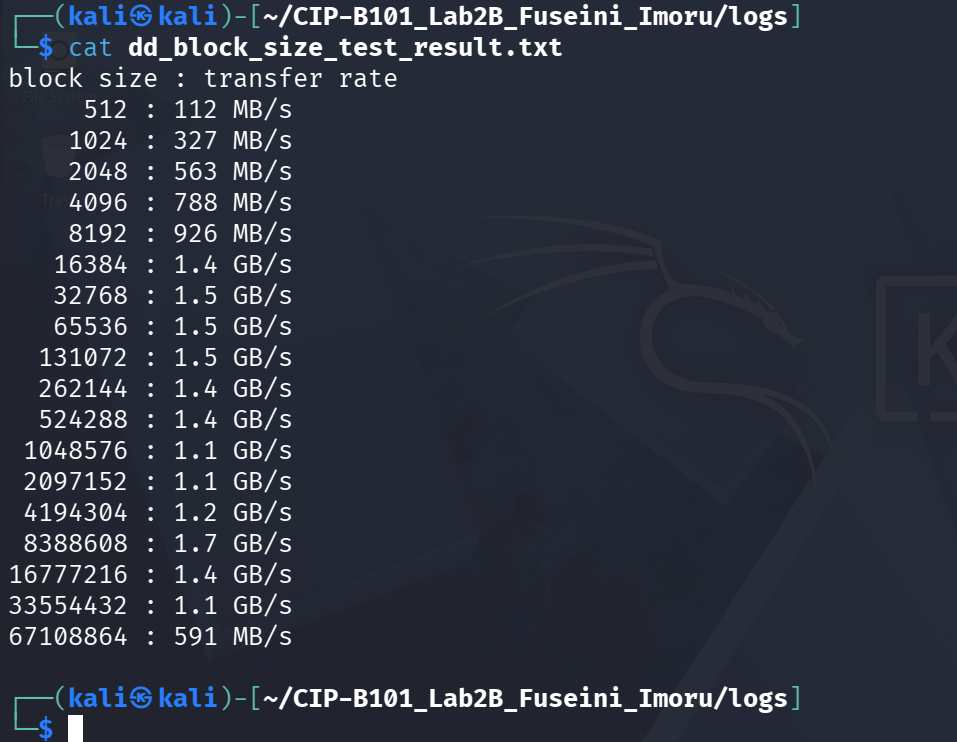 ┌──(kali㉿kali)-[~/CIP-B101_Lab2B_Fuseini_Imoru/logs]
└─$ cat dd_block_size_test_result.txt
block size : transfer rate
     512 : 112 MB/s
    1024 : 327 MB/s
    2048 : 563 MB/s
    4096 : 788 MB/s
    8192 : 926 MB/s
   16384 : 1.4 GB/s
   32768 : 1.5 GB/s
   65536 : 1.5 GB/s
  131072 : 1.5 GB/s
  262144 : 1.4 GB/s
  524288 : 1.4 GB/s
 1048576 : 1.1 GB/s
 2097152 : 1.1 GB/s
 4194304 : 1.2 GB/s
 8388608 : 1.7 GB/s
16777216 : 1.4 GB/s
33554432 : 1.1 GB/s
67108864 : 591 MB/s
┌──(kali㉿kali)-[~/CIP-B101_Lab2B_Fuseini_Imoru/logs]
└─$
File System
K